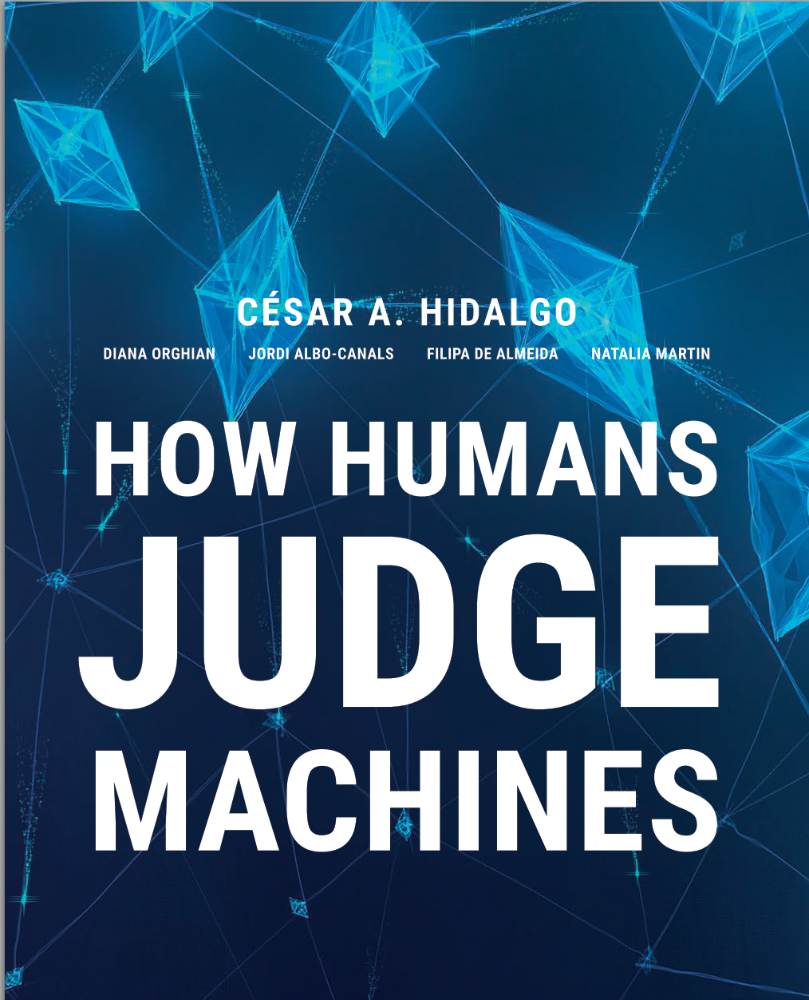 CÉSAR A. HIDALGO
DIANA ORGHIAN JORDI ALBO-CANALS FILIPA DE ALMEIDA NATALIA MARTIN
HOW HUMANS
JUDGE
MACHINES